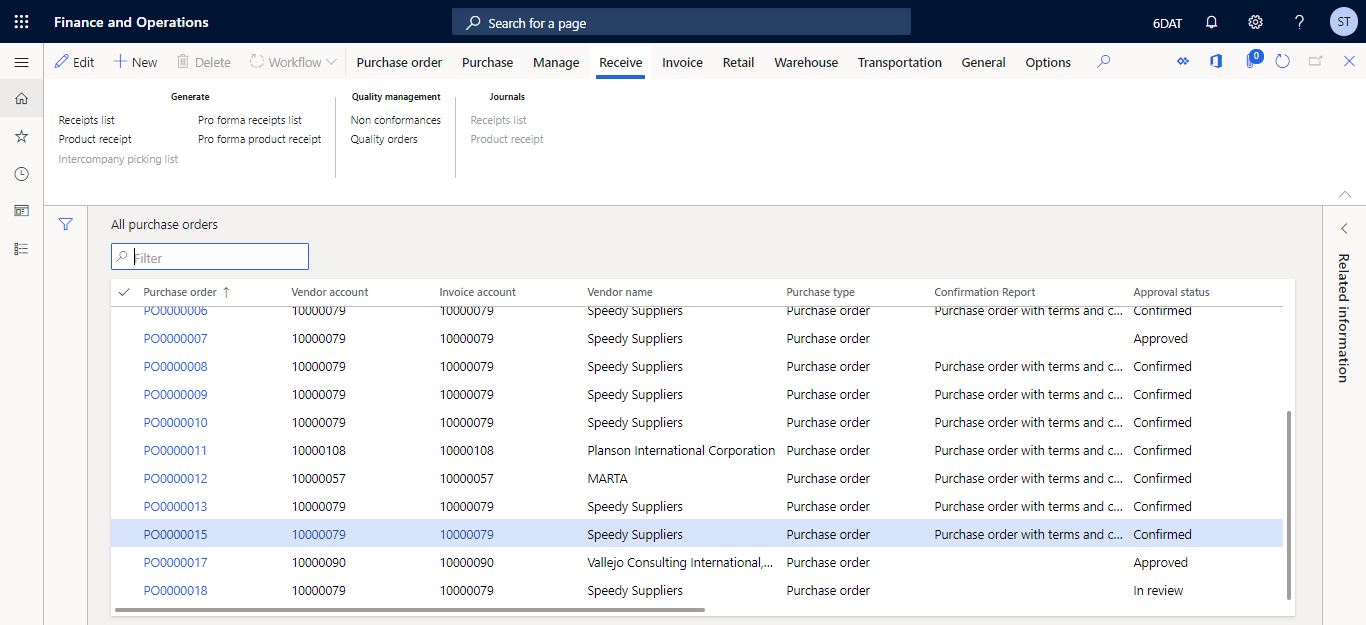 Finance and Operations
Search for a page
6DAT
ST
Edit
New
Delete
Workflow
Purchase order
Purchase
Manage
Receive
Invoice
Retail
Warehouse
Transportation
General
Options
0
Generate
Receipts list
Pro forma receipts list
Product receipt
Pro forma product receipt
Intercompany picking list
Quality management
Non conformances
Quality orders
Journals
Receipts list
Product receipt
All purchase orders
Filter
Related information
Purchase order Vendor account Invoice account Vendor name Purchase type Confirmation Report Approval status
PO0000006 10000079 10000079 Speedy Suppliers Purchase order Purchase order with terms and c... Confirmed
PO0000007 10000079 10000079 Speedy Suppliers Purchase order Approved
PO0000008 10000079 10000079 Speedy Suppliers Purchase order Purchase order with terms and c... Confirmed
PO0000009 10000079 10000079 Speedy Suppliers Purchase order Purchase order with terms and c... Confirmed
PO0000010 10000079 10000079 Speedy Suppliers Purchase order Purchase order with terms and c... Confirmed
PO0000011 10000108 10000108 Planson International Corporation Purchase order Purchase order with terms and c... Confirmed
PO0000012 10000057 10000057 MARTA Purchase order Purchase order with terms and c... Confirmed
PO0000013 10000079 10000079 Speedy Suppliers Purchase order Purchase order with terms and c... Confirmed
PO0000015 10000079 10000079 Speedy Suppliers Purchase order Purchase order with terms and c... Confirmed
PO0000017 10000090 10000090 Vallejo Consulting International,... Purchase order Approved
PO0000018 10000079 10000079 Speedy Suppliers Purchase order In review